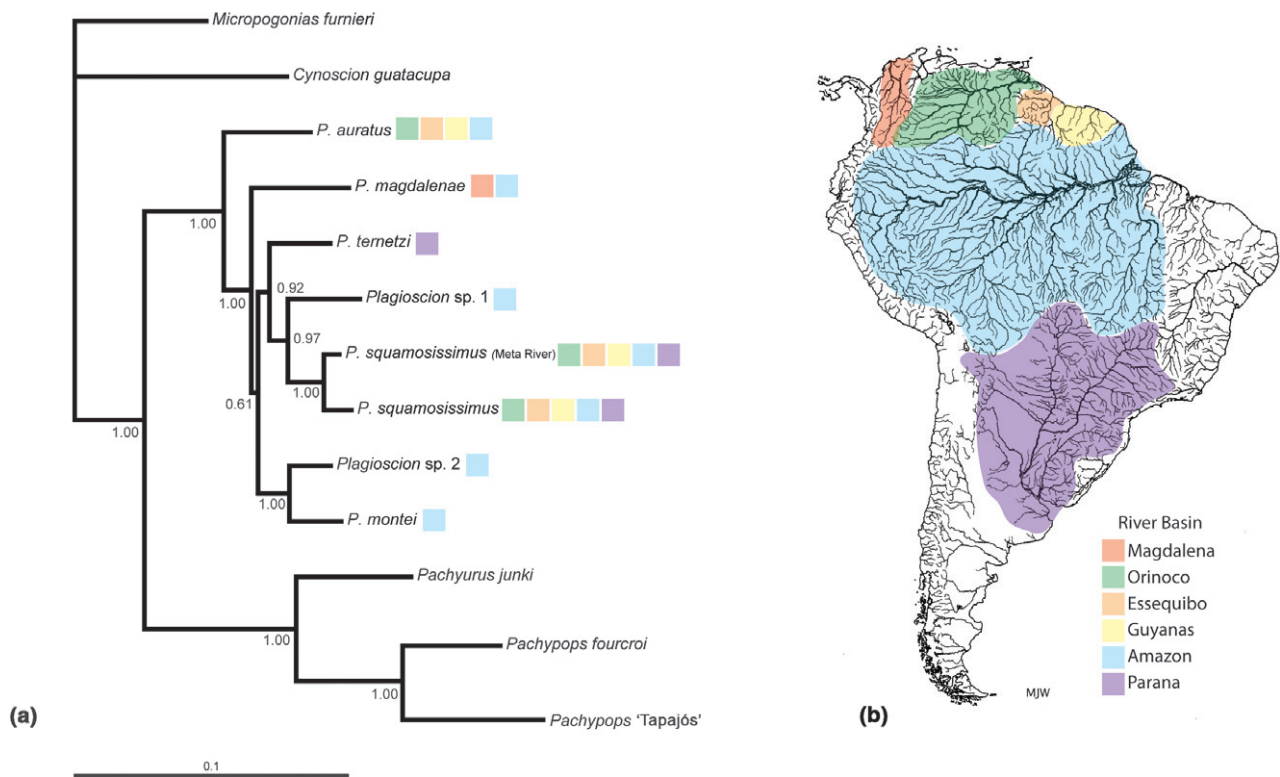 Micropogonias furnieri
Cynoscion guatacupa
P. auratus
P. magdalenae
1.00
P. ternetzi
0.92
1.00
Plagioscion sp. 1
0.97
P. squamosissimus (Meta River)
1.00
0.61
P. squamosissimus
1.00
Plagioscion sp. 2
1.00
P. montei
Pachyurus junki
1.00
Pachypops fourcroi
1.00
Pachypops 'Tapajós'
(a)
0.1
River Basin
Magdalena
Orinoco
Essequibo
Guyanas
Amazon
Parana
MJW
(b)